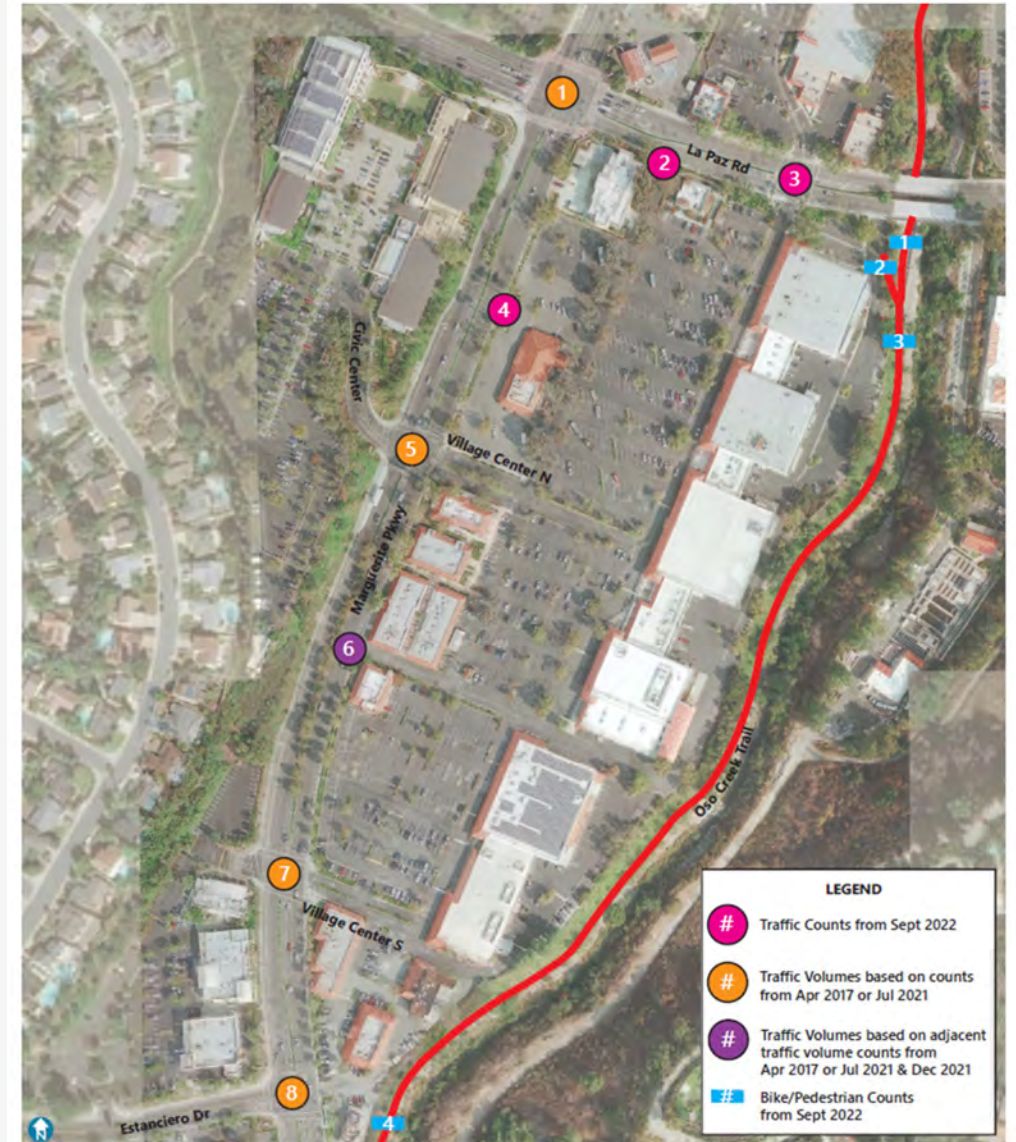 1
2
La Paz Rd
3
1
2
4
3
Civic Center
5
Village Center N
Marguerite Pkwy
6
Oso Creek Trail
7
Village Center S
8
Estanciero Dr
4
N
LEGEND
# Traffic Counts from Sept 2022
# Traffic Volumes based on counts
from Apr 2017 or Jul 2021
# Traffic Volumes based on adjacent
traffic volume counts from
Apr 2017 or Jul 2021 & Dec 2021
# Bike/Pedestrian Counts
from Sept 2022